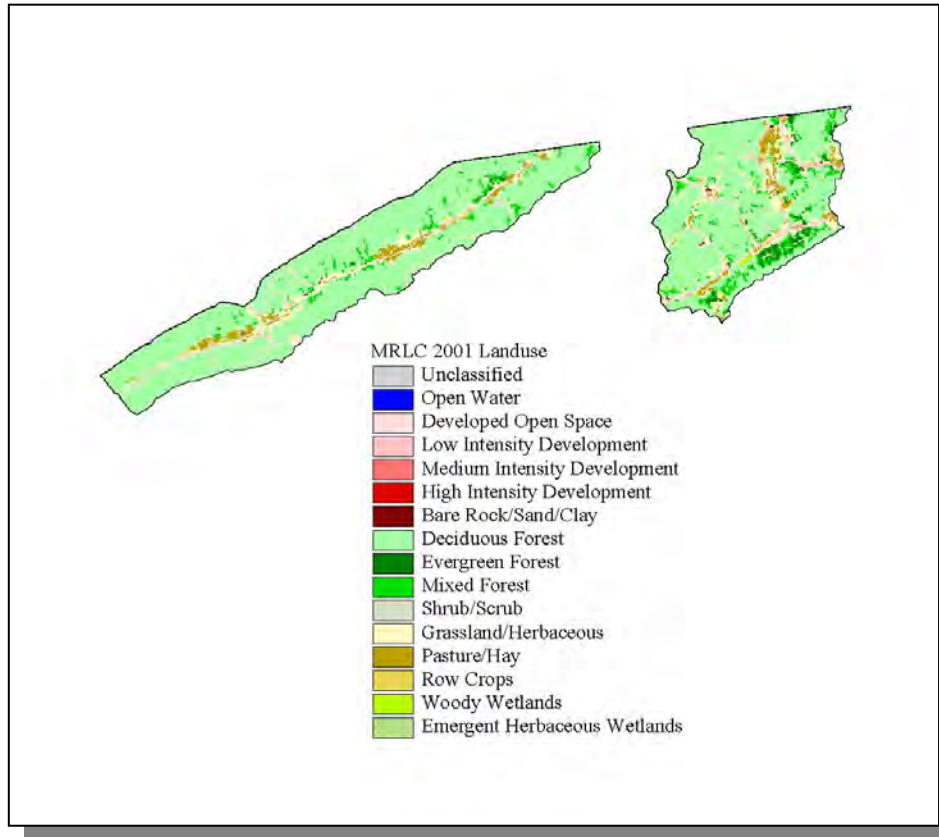 MRLC 2001 Landuse
Unclassified
Open Water
Developed Open Space
Low Intensity Development
Medium Intensity Development
High Intensity Development
Bare Rock/Sand/Clay
Deciduous Forest
Evergreen Forest
Mixed Forest
Shrub/Scrub
Grassland/Herbaceous
Pasture/Hay
Row Crops
Woody Wetlands
Emergent Herbaceous Wetlands